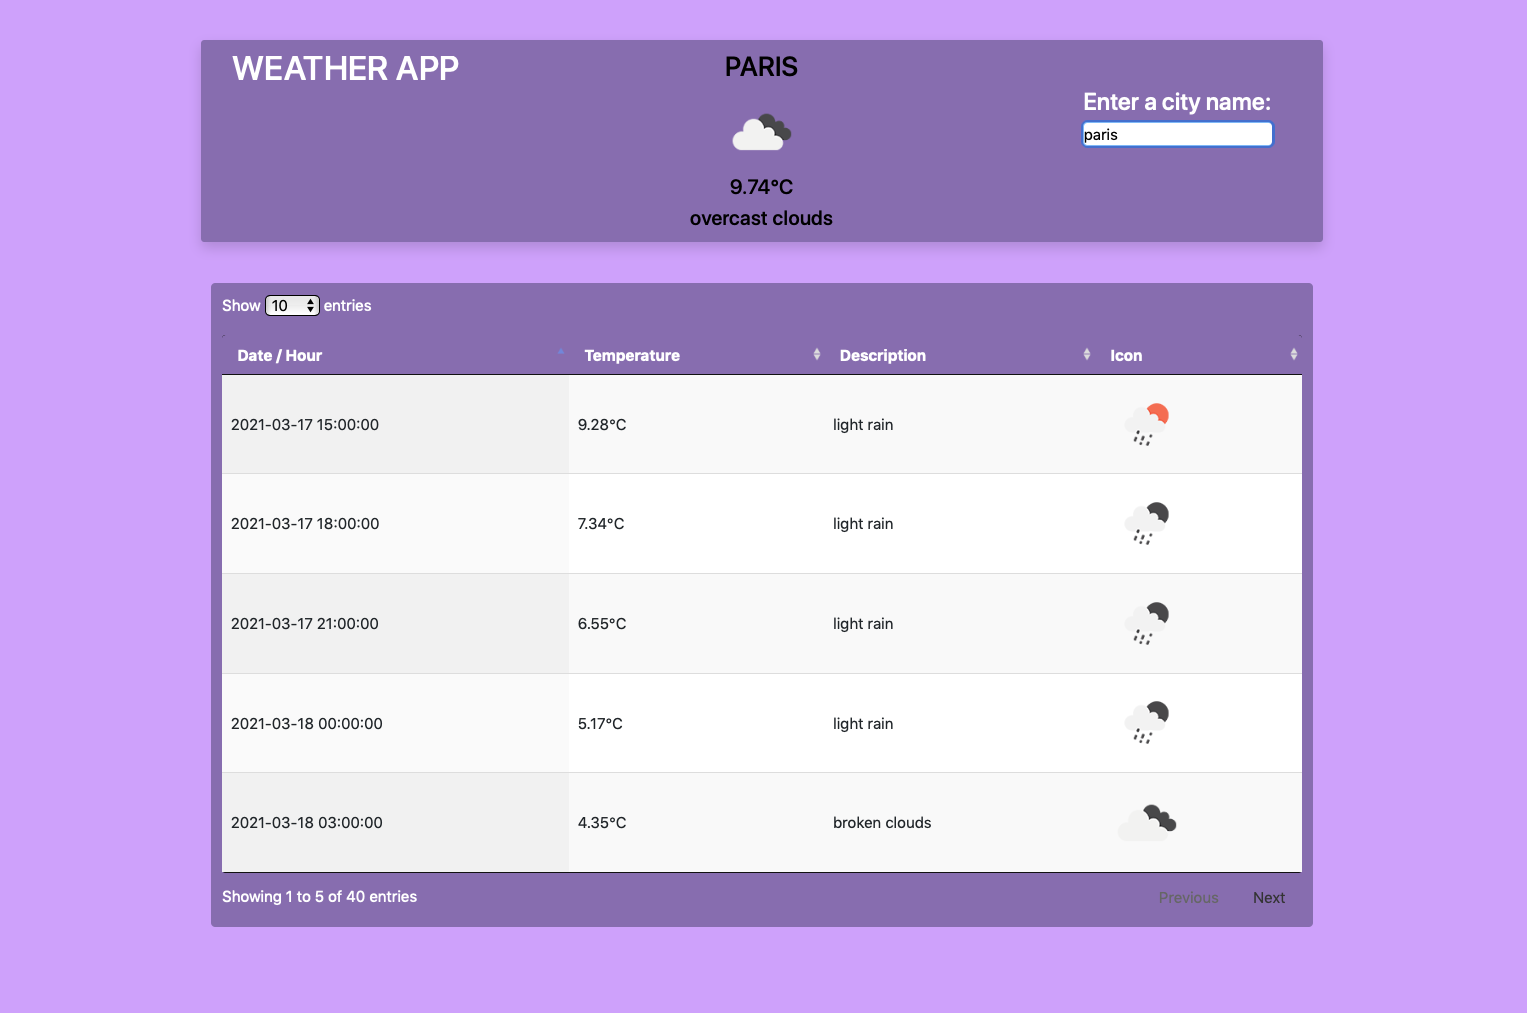 WEATHER APP
PARIS
Enter a city name:
paris
9.74°C
overcast clouds
Show 10 entries
Date / Hour Temperature Description Icon
2021-03-17 15:00:00 9.28°C light rain
2021-03-17 18:00:00 7.34°C light rain
2021-03-17 21:00:00 6.55°C light rain
2021-03-18 00:00:00 5.17°C light rain
2021-03-18 03:00:00 4.35°C broken clouds
Showing 1 to 5 of 40 entries Previous Next